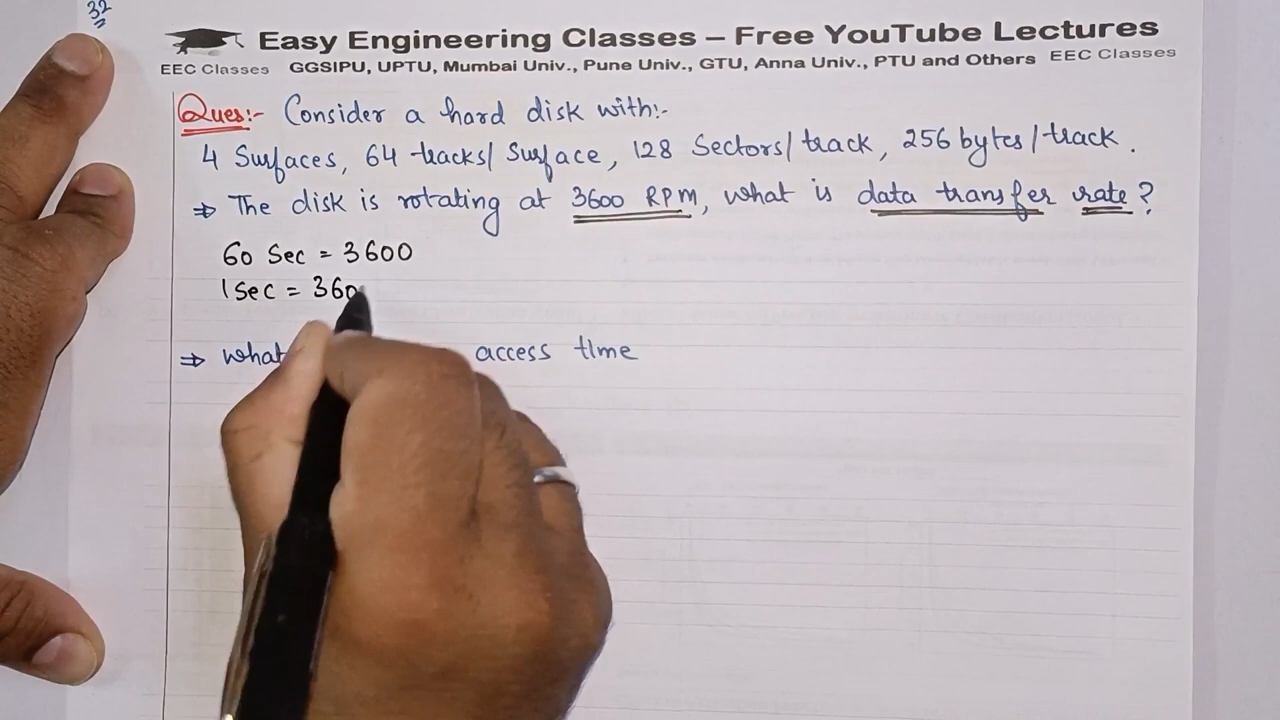 32
Easy Engineering Classes – Free YouTube Lectures
EEC Classes GGSIPU, UPTU, Mumbai Univ., Pune Univ., GTU, Anna Univ., PTU and Others EEC Classes
Ques:- Consider a hard disk with:-
4 Surfaces, 64 tracks/Surface, 128 Sectors/track, 256 bytes/track.
⇒ The disk is rotating at 3600 RPM, what is data transfer rate?
60 Sec = 3600
1 Sec = 360
⇒ what access time